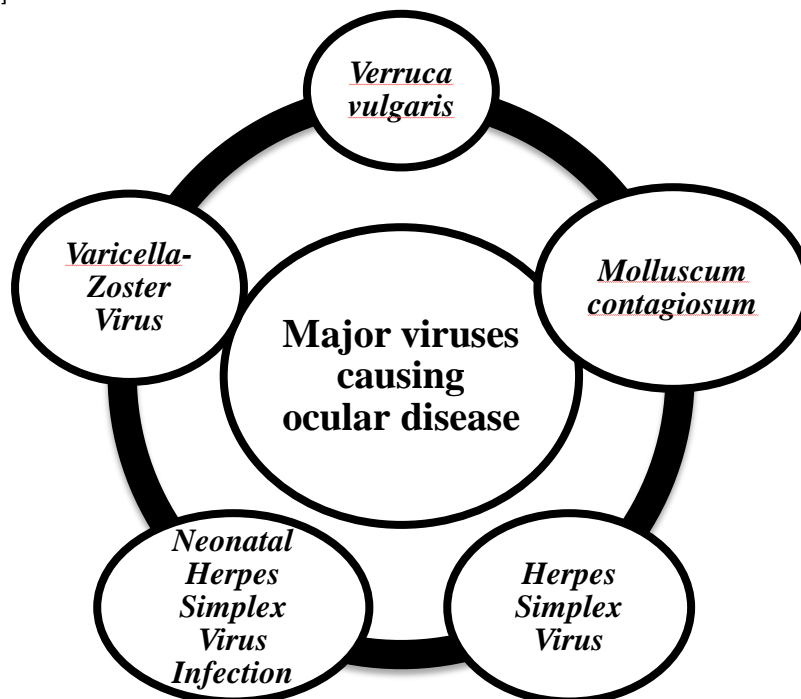 ]
Verruca
vulgaris
Molluscum
contagiosum
Herpes
Simplex
Virus
Neonatal
Herpes
Simplex
Virus
Infection
Varicella-
Zoster
Virus
Major viruses
causing
ocular disease